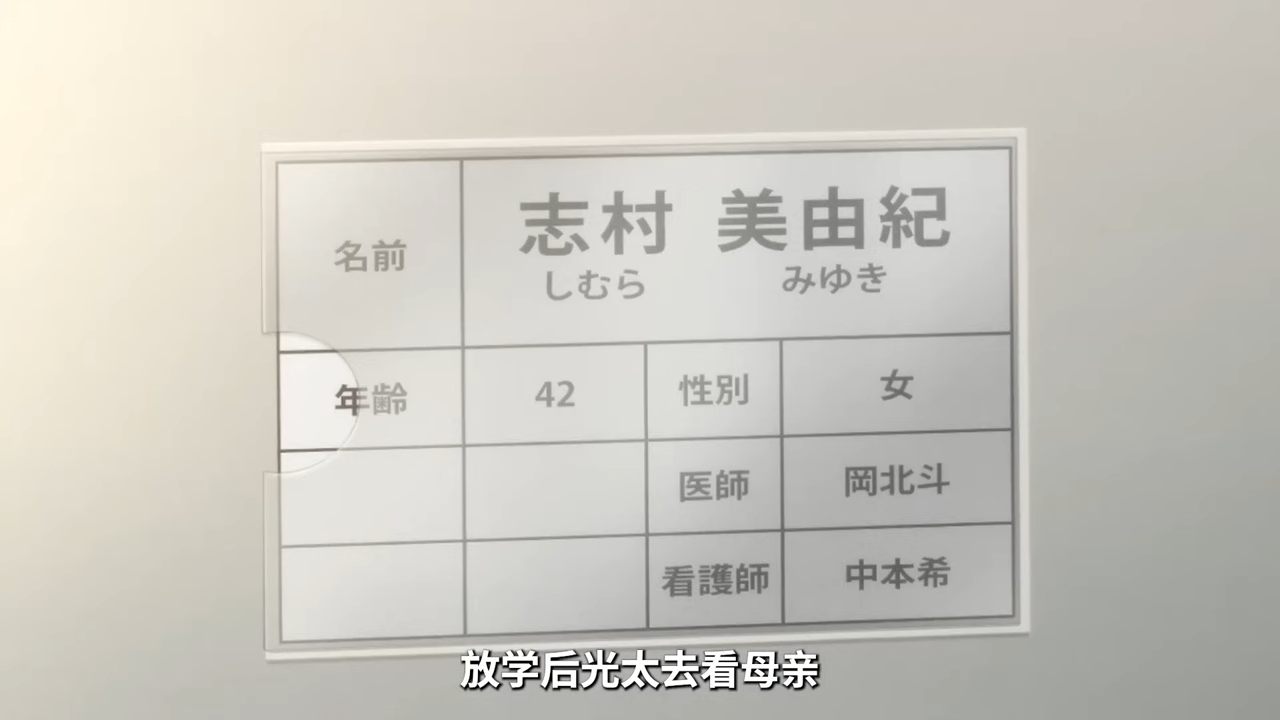 名前
志村 美由紀
しむら みゆき
年齢 42 性別 女
医師 岡北斗
看護師 中本希
放学后光太去看母亲